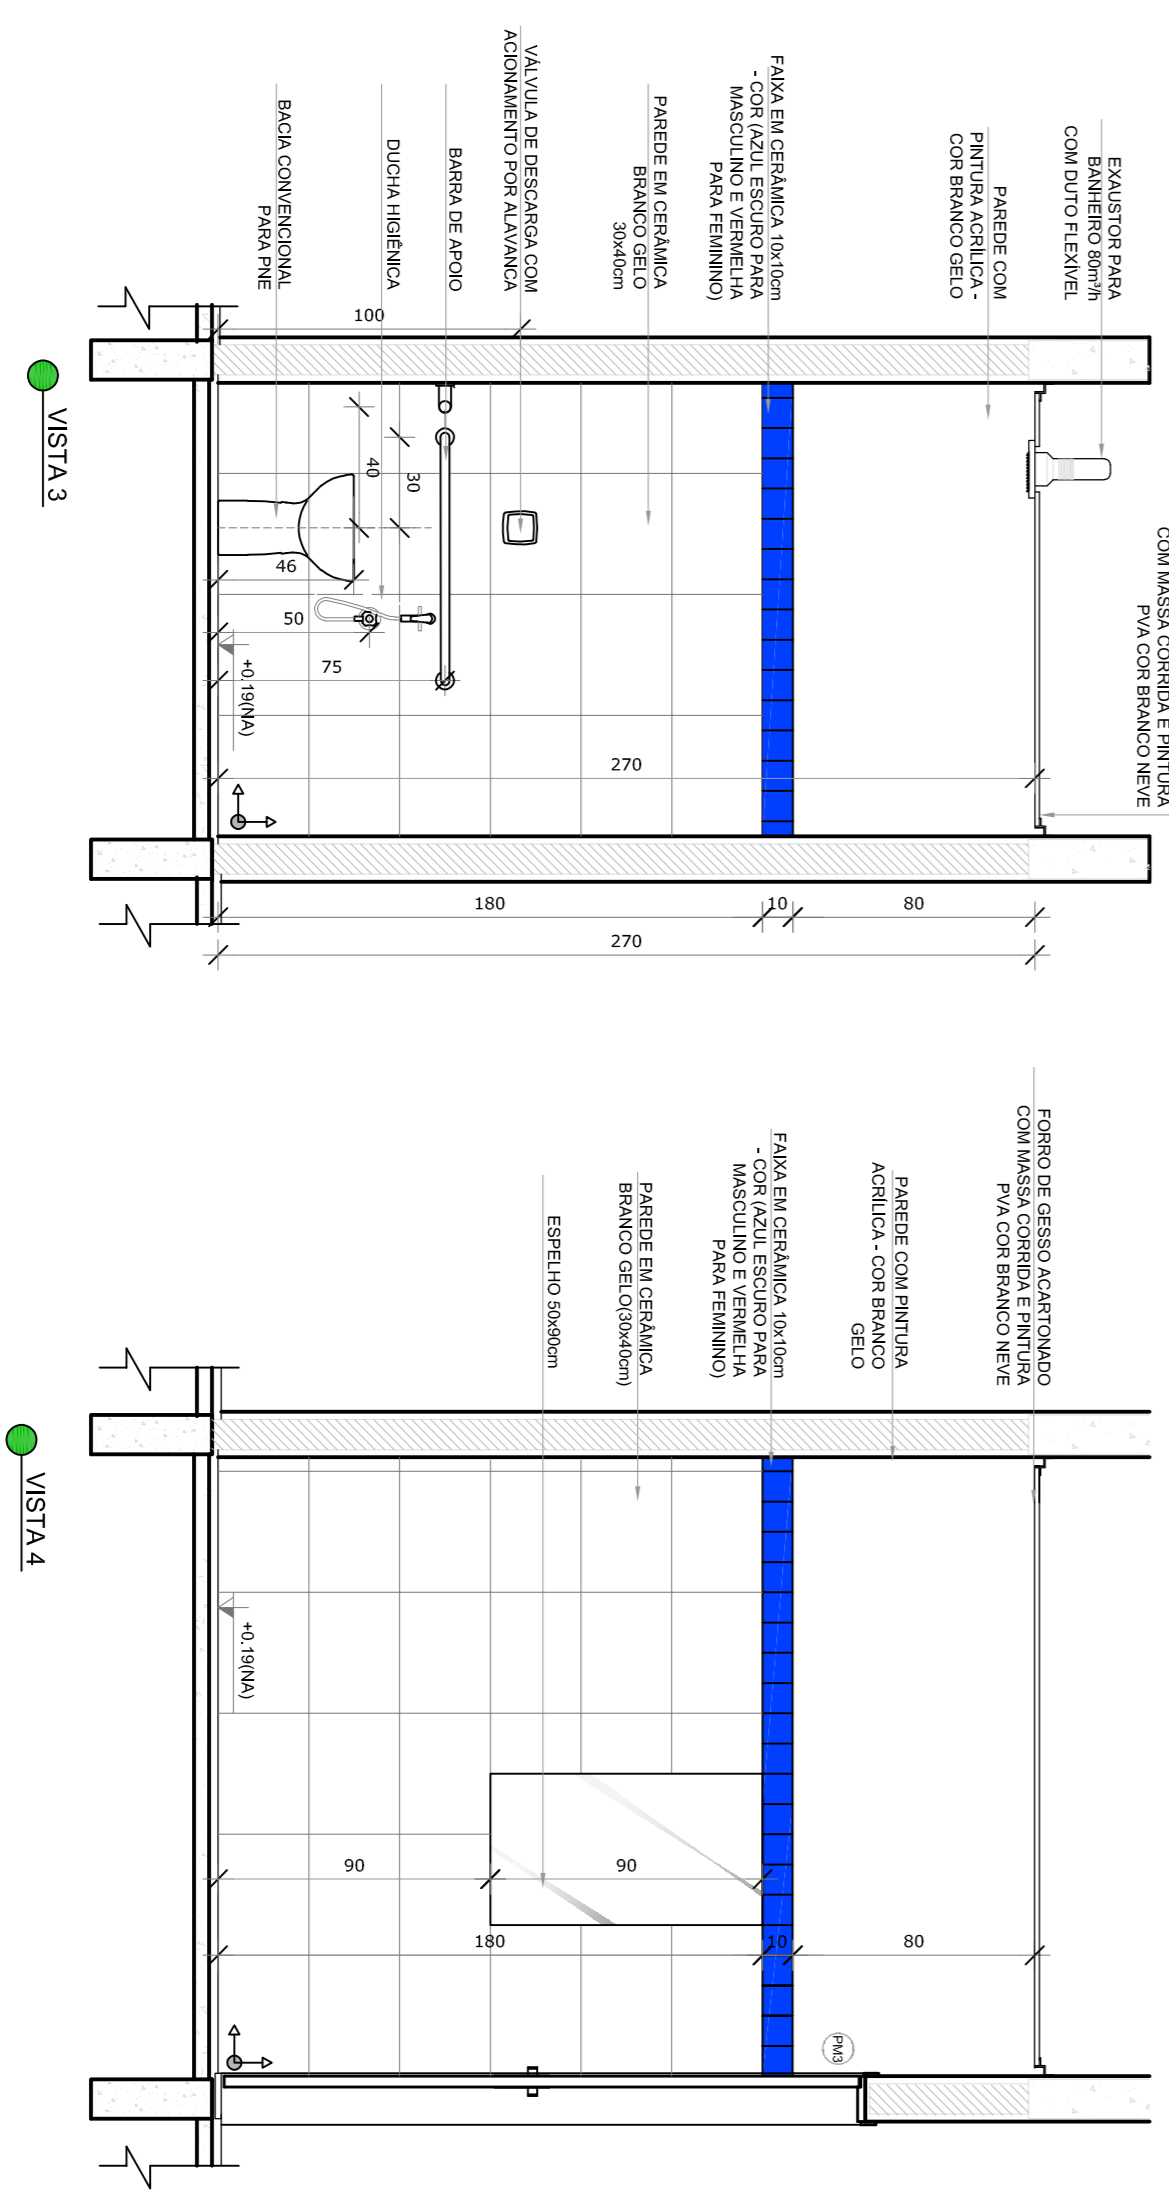 EXAUSTOR PARA
BANHEIRO 80m³/h
COM DUTO FLEXÍVEL
COM MASSA CORRIDA E PINTURA
PVA COR BRANCO NEVE
PAREDE COM
PINTURA ACRÍLICA -
COR BRANCO GELO
FAIXA EM CERÂMICA 10x10cm
- COR (AZUL ESCURO PARA
MASCULINO E VERMELHA
PARA FEMININO)
PAREDE EM CERÂMICA
BRANCO GELO
30x40cm
VÁLVULA DE DESCARGA COM
ACIONAMENTO POR ALAVANCA
BARRA DE APOIO
DUCHA HIGIÊNICA
BACIA CONVENCIONAL
PARA PNE
100
40
30
46
50
75
+0.19(NA)
270
180
10
80
270
VISTA 3
FORRO DE GESSO ACARTONADO
COM MASSA CORRIDA E PINTURA
PVA COR BRANCO NEVE
PAREDE COM PINTURA
ACRÍLICA - COR BRANCO
GELO
FAIXA EM CERÂMICA 10x10cm
- COR (AZUL ESCURO PARA
MASCULINO E VERMELHA
PARA FEMININO)
PAREDE EM CERÂMICA
BRANCO GELO(30x40cm)
ESPELHO 50x90cm
+0.19(NA)
90
90
180
10
80
PM3
VISTA 4